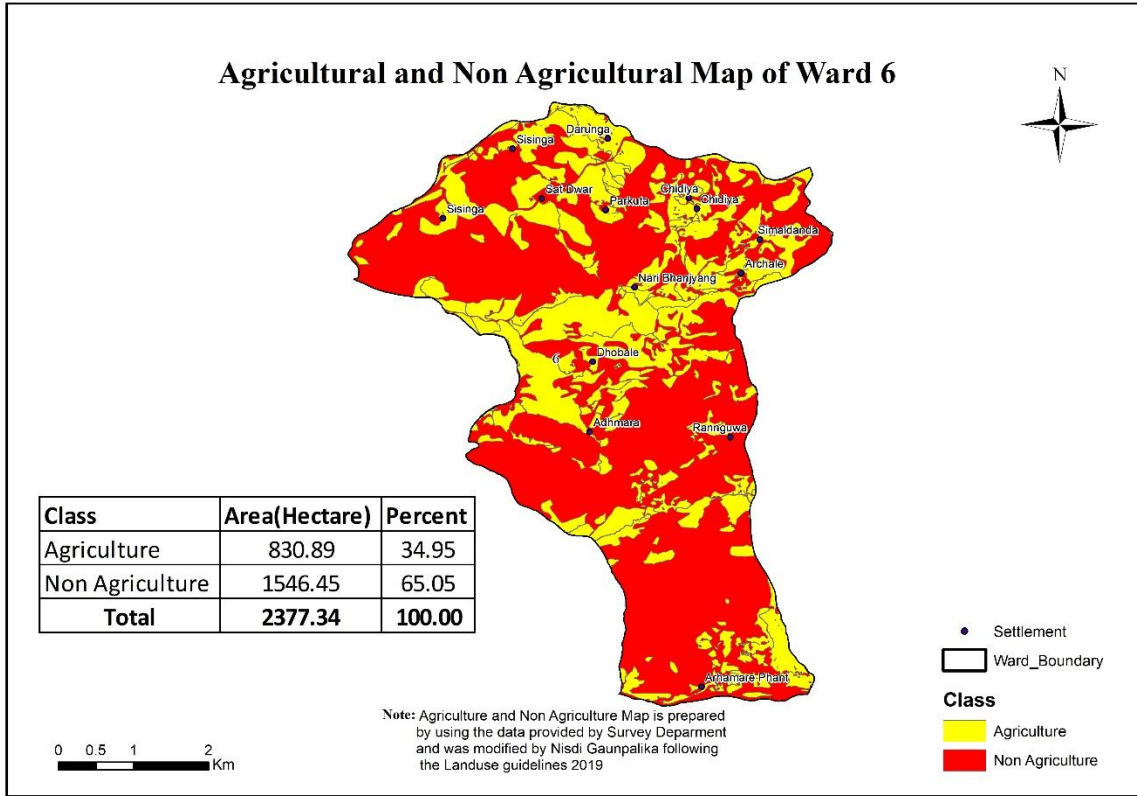 Agricultural and Non Agricultural Map of Ward 6
N
Darunga
Sisinga
Sat Dwar
Chidiya
Parkuta
Chidiya
Sisinga
Simaldanda
Archale
Nari Bhanjyang
6
Dhobale
Adhmara
Rannguwa
Class Area(Hectare) Percent
Agriculture 830.89 34.95
Non Agriculture 1546.45 65.05
Total 2377.34 100.00
Settlement
Ward_Boundary
Class
Agriculture
Non Agriculture
Arnamare Phant
Note: Agriculture and Non Agriculture Map is prepared
by using the data provided by Survey Deparment
and was modified by Nisdi Gaunpalika following
the Landuse guidelines 2019
0 0.5 1 2
Km